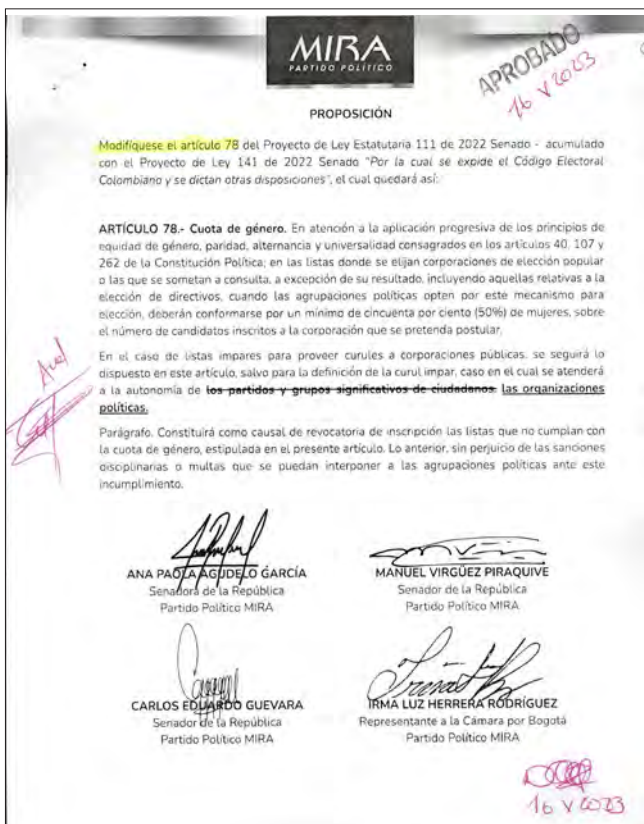 MIRA
PARTIDO POLÍTICO
APROBADO
16 V 2023
PROPOSICIÓN
Modifíquese el artículo 78 del Proyecto de Ley Estatutaria 111 de 2022 Senado - acumulado
con el Proyecto de Ley 141 de 2022 Senado "Por la cual se expide el Código Electoral
Colombiano y se dictan otras disposiciones", el cual quedará así:
ARTÍCULO 78.- Cuota de género. En atención a la aplicación progresiva de los principios de
equidad de género, paridad, alternancia y universalidad consagrados en los artículos 40, 107 y
262 de la Constitución Política; en las listas donde se elijan corporaciones de elección popular
o las que se sometan a consulta, a excepción de su resultado, incluyendo aquellas relativas a la
elección de directivos, cuando las agrupaciones políticas opten por este mecanismo para
elección, deberán conformarse por un mínimo de cincuenta por ciento (50%) de mujeres, sobre
el número de candidatos inscritos a la corporación que se pretenda postular.
En el caso de listas impares para proveer curules a corporaciones públicas, se seguirá lo
dispuesto en este artículo, salvo para la definición de la curul impar, caso en el cual se atenderá
a la autonomía de los partidos y grupos significativos de ciudadanos. las organizaciones
políticas.
Parágrafo. Constituirá como causal de revocatoria de inscripción las listas que no cumplan con
la cuota de género, estipulada en el presente artículo. Lo anterior, sin perjuicio de las sanciones
disciplinarias o multas que se puedan interponer a las agrupaciones políticas ante este
incumplimiento.
ANA PAOLA AGUDELO GARCÍA
Senadora de la República
Partido Político MIRA
MANUEL VIRGÜEZ PIRAQUIVE
Senador de la República
Partido Político MIRA
CARLOS EDUARDO GUEVARA
Senador de la República
Partido Político MIRA
IRMA LUZ HERRERA RODRÍGUEZ
Representante a la Cámara por Bogotá
Partido Político MIRA
16 V 2023